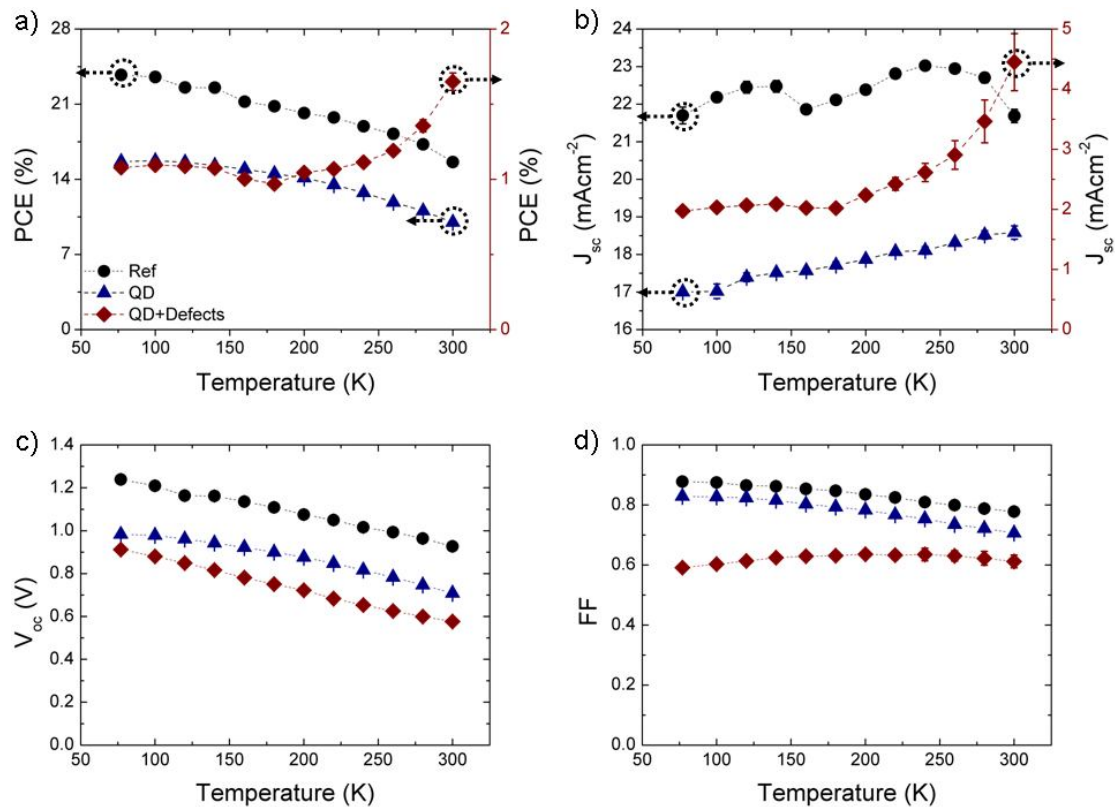 a)
28
21
14
7
0
PCE (%)
2
1
0
PCE (%)
Ref
QD
QD+Defects
50 100 150 200 250 300
Temperature (K)
b)
24
23
22
21
20
19
18
17
16
J_sc (mAcm⁻²)
5
4
3
2
1
0
J_sc (mAcm⁻²)
50 100 150 200 250 300
Temperature (K)
c)
1.4
1.2
1.0
0.8
0.6
0.4
0.2
0.0
V_oc (V)
50 100 150 200 250 300
Temperature (K)
d)
1.0
0.8
0.6
0.4
0.2
0.0
FF
50 100 150 200 250 300
Temperature (K)